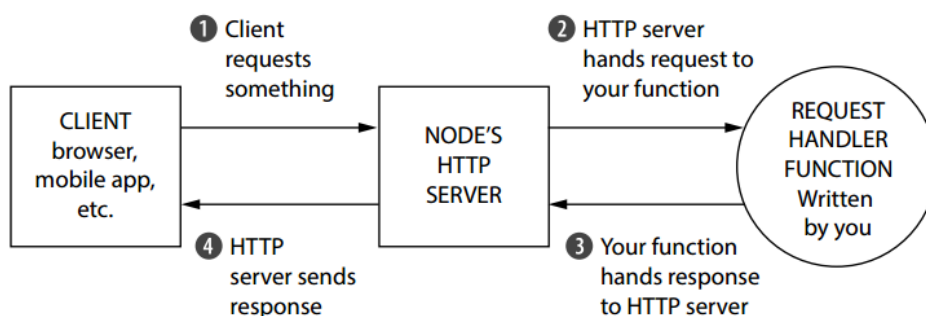 1 Client
requests
something
2 HTTP server
hands request to
your function
CLIENT
browser,
mobile app,
etc.
NODE’S
HTTP
SERVER
REQUEST
HANDLER
FUNCTION
Written
by you
4 HTTP
server sends
response
3 Your function
hands response
to HTTP server